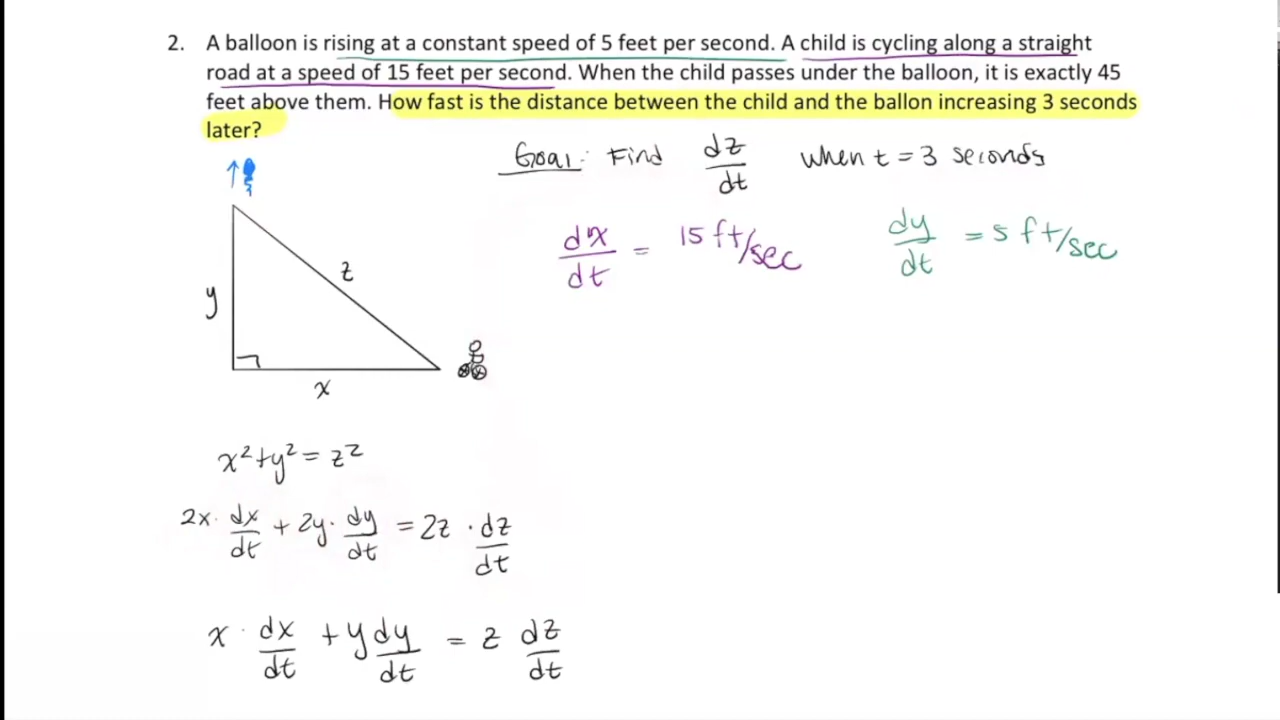 2. A balloon is rising at a constant speed of 5 feet per second. A child is cycling along a straight
road at a speed of 15 feet per second. When the child passes under the balloon, it is exactly 45
feet above them. How fast is the distance between the child and the ballon increasing 3 seconds
later?
Goal: Find dz/dt when t = 3 seconds
dx/dt = 15 ft/sec dy/dt = 5 ft/sec
z
y
x
x² + y² = z²
2x · dx/dt + 2y · dy/dt = 2z · dz/dt
x · dx/dt + y dy/dt = z dz/dt